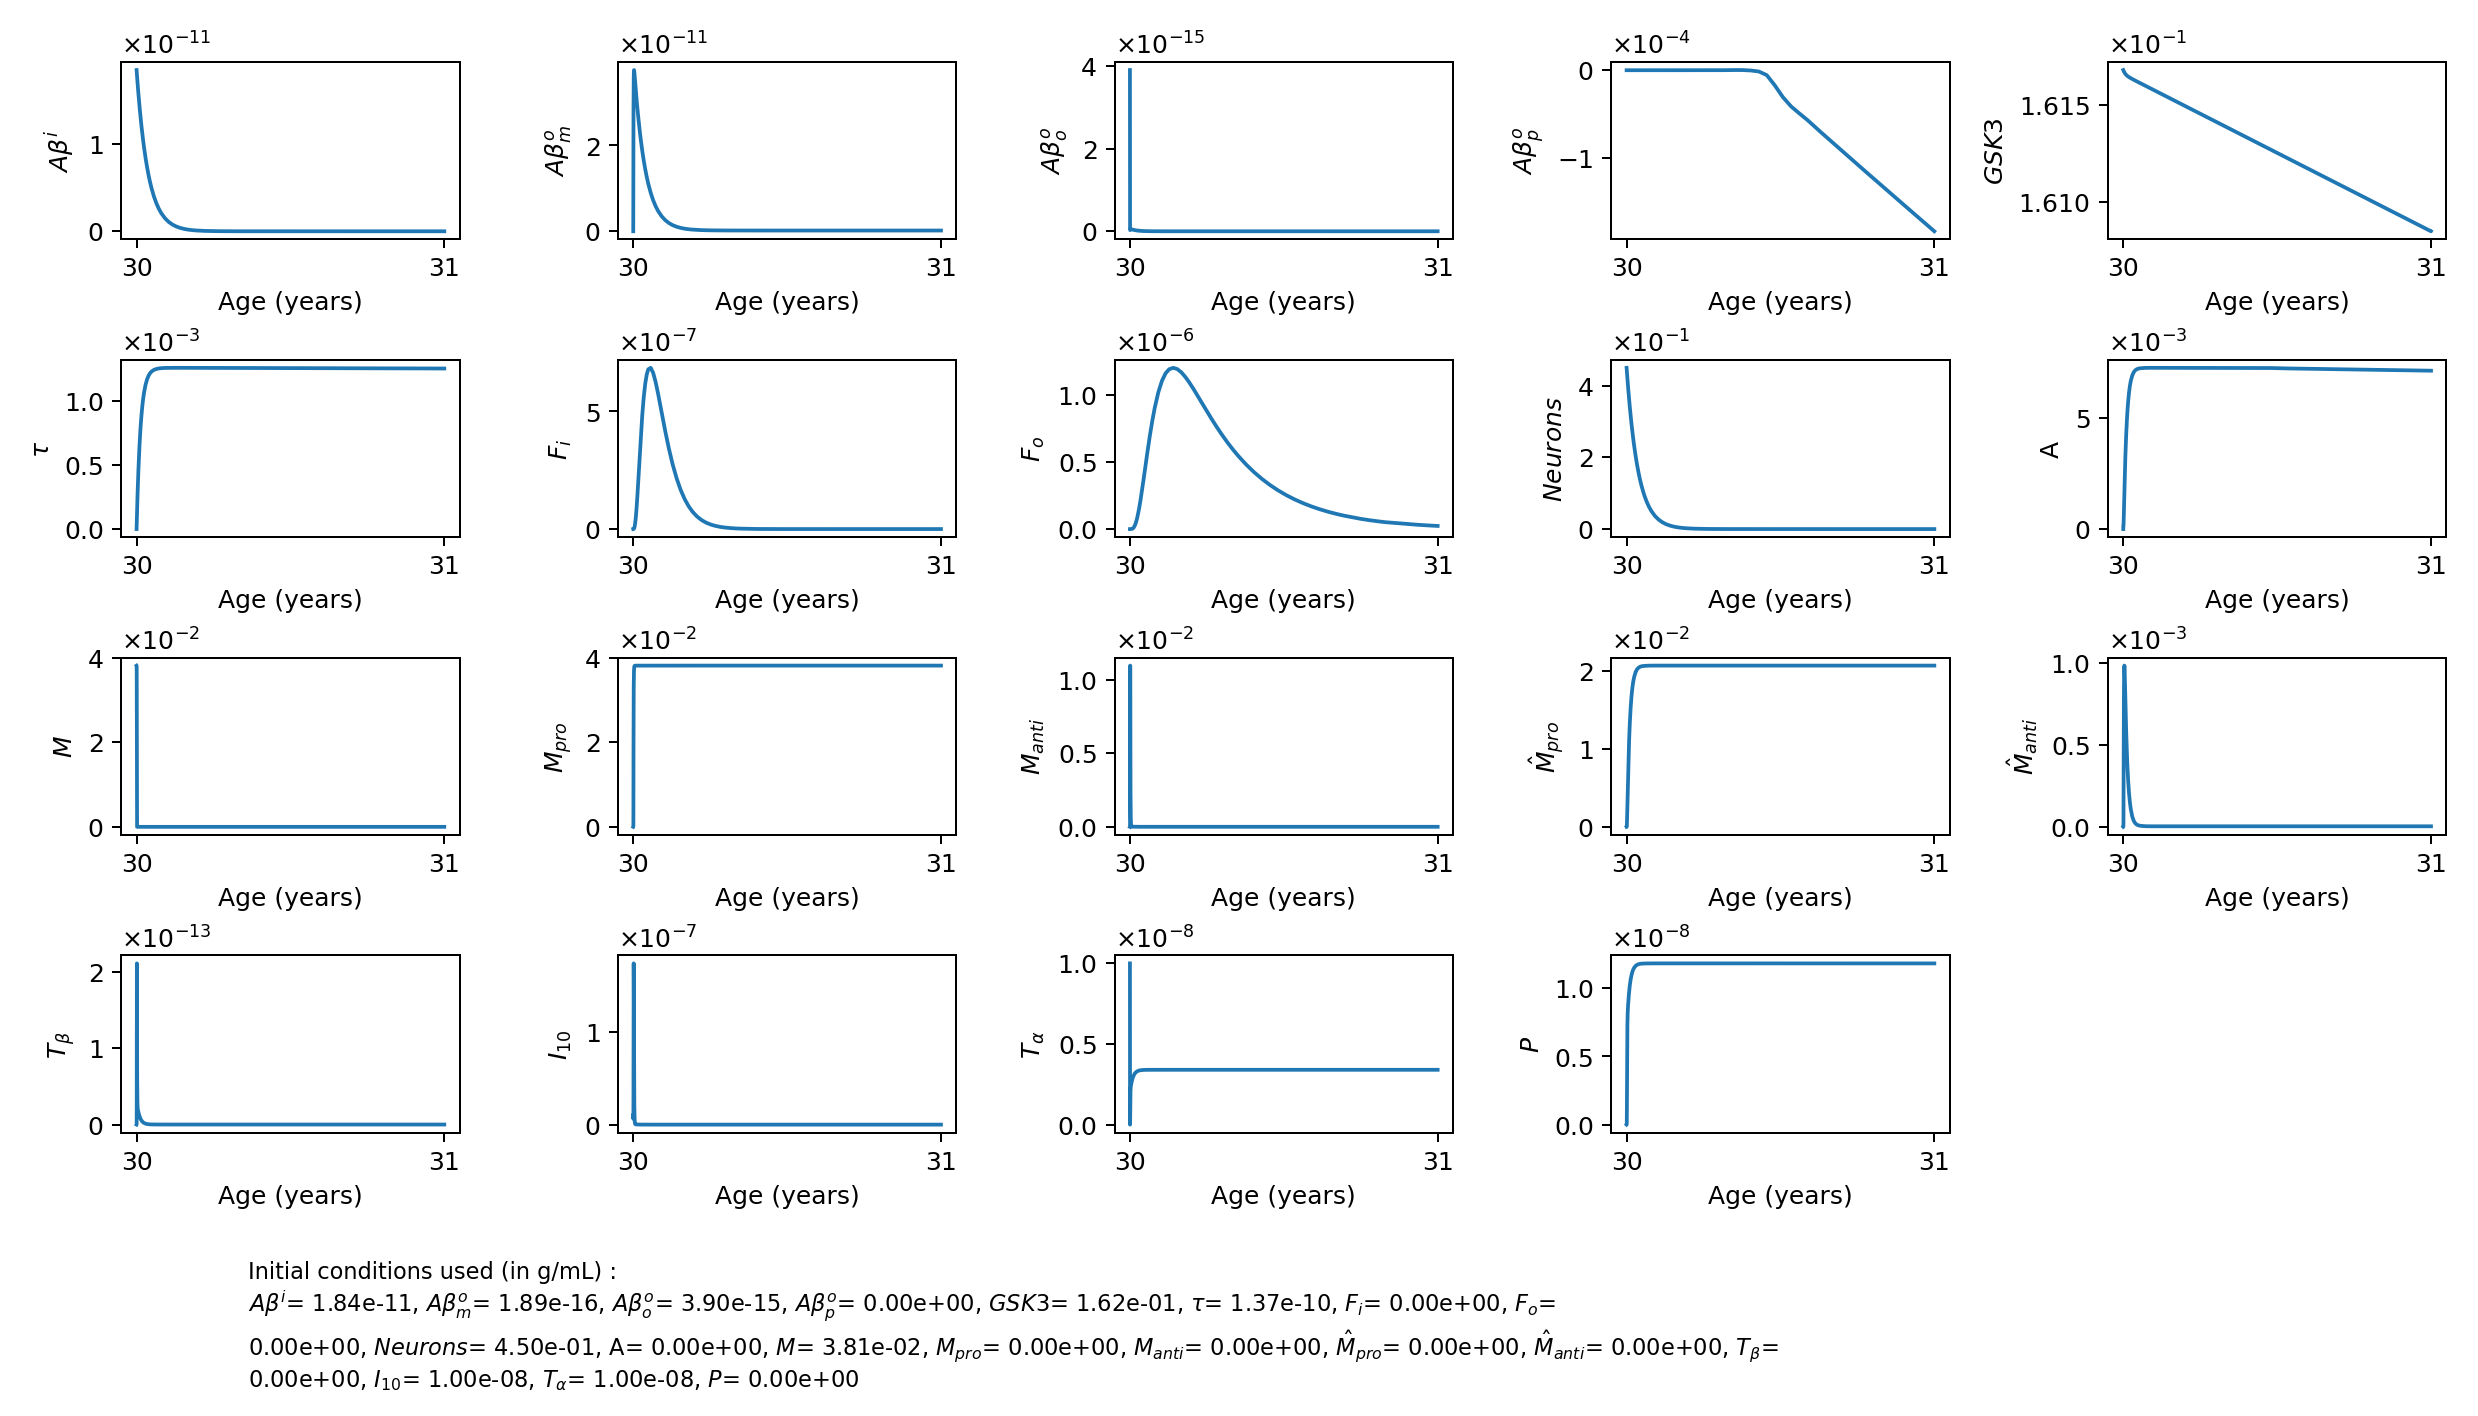 ×10⁻¹¹ ×10⁻¹¹ ×10⁻¹⁵ ×10⁻⁴ ×10⁻¹
Aβⁱ 1 0
30 31
Age (years)
Aβₘᵒ 2 0
30 31
Age (years)
Aβₒᵒ 4 2 0
30 31
Age (years)
Aβₚᵒ 0 −1
30 31
Age (years)
GSK3 1.615 1.610
30 31
Age (years)
×10⁻³ ×10⁻⁷ ×10⁻⁶ ×10⁻¹ ×10⁻³
τ 1.0 0.5 0.0
30 31
Age (years)
Fᵢ 5 0
30 31
Age (years)
Fₒ 1.0 0.5 0.0
30 31
Age (years)
Neurons 4 2 0
30 31
Age (years)
A 5 0
30 31
Age (years)
×10⁻² ×10⁻² ×10⁻² ×10⁻² ×10⁻³
M 4 2 0
30 31
Age (years)
M_pro 4 2 0
30 31
Age (years)
M_anti 1.0 0.5 0.0
30 31
Age (years)
M̂_pro 2 1 0
30 31
Age (years)
M̂_anti 1.0 0.5 0.0
30 31
Age (years)
×10⁻¹³ ×10⁻⁷ ×10⁻⁸ ×10⁻⁸
T_β 2 1 0
30 31
Age (years)
I₁₀ 1 0
30 31
Age (years)
T_α 1.0 0.5 0.0
30 31
Age (years)
P 1.0 0.5 0.0
30 31
Age (years)
Initial conditions used (in g/mL) :
Aβⁱ= 1.84e-11, Aβₘᵒ= 1.89e-16, Aβₒᵒ= 3.90e-15, Aβₚᵒ= 0.00e+00, GSK3= 1.62e-01, τ= 1.37e-10, Fᵢ= 0.00e+00, Fₒ=
0.00e+00, Neurons= 4.50e-01, A= 0.00e+00, M= 3.81e-02, M_pro= 0.00e+00, M_anti= 0.00e+00, M̂_pro= 0.00e+00, M̂_anti= 0.00e+00, T_β=
0.00e+00, I₁₀= 1.00e-08, T_α= 1.00e-08, P= 0.00e+00